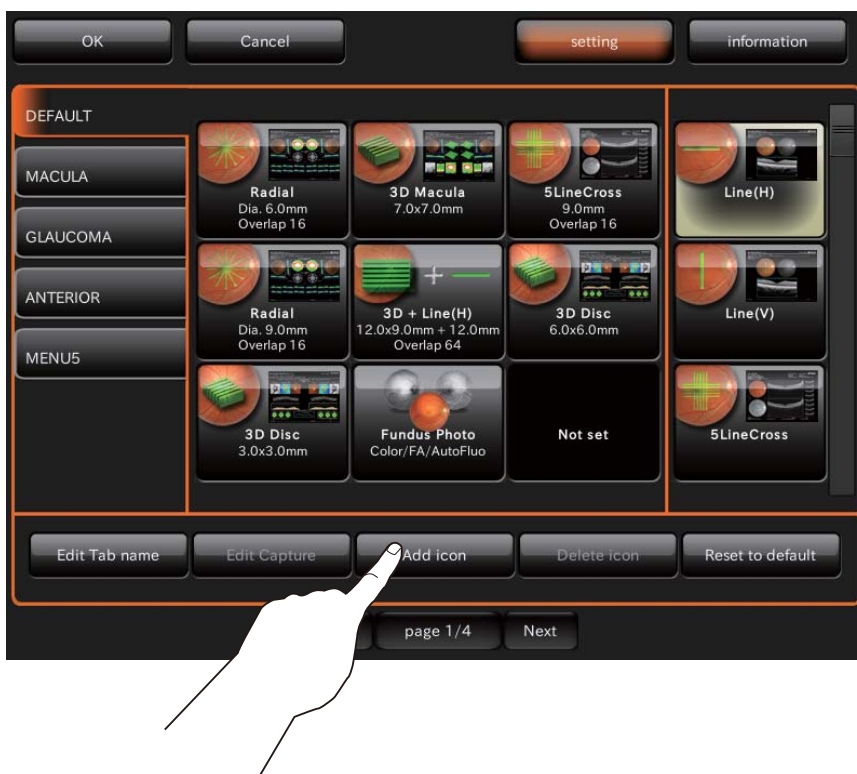 OK
Cancel
setting
information
DEFAULT
MACULA
GLAUCOMA
ANTERIOR
MENU5
Radial
Dia. 6.0mm
Overlap 16
3D Macula
7.0x7.0mm
5LineCross
9.0mm
Overlap 16
Radial
Dia. 9.0mm
Overlap 16
3D + Line(H)
12.0x9.0mm + 12.0mm
Overlap 64
3D Disc
6.0x6.0mm
3D Disc
3.0x3.0mm
Fundus Photo
Color/FA/AutoFluo
Not set
Line(H)
Line(V)
5LineCross
Edit Tab name
Edit Capture
Add icon
Delete icon
Reset to default
page 1/4
Next